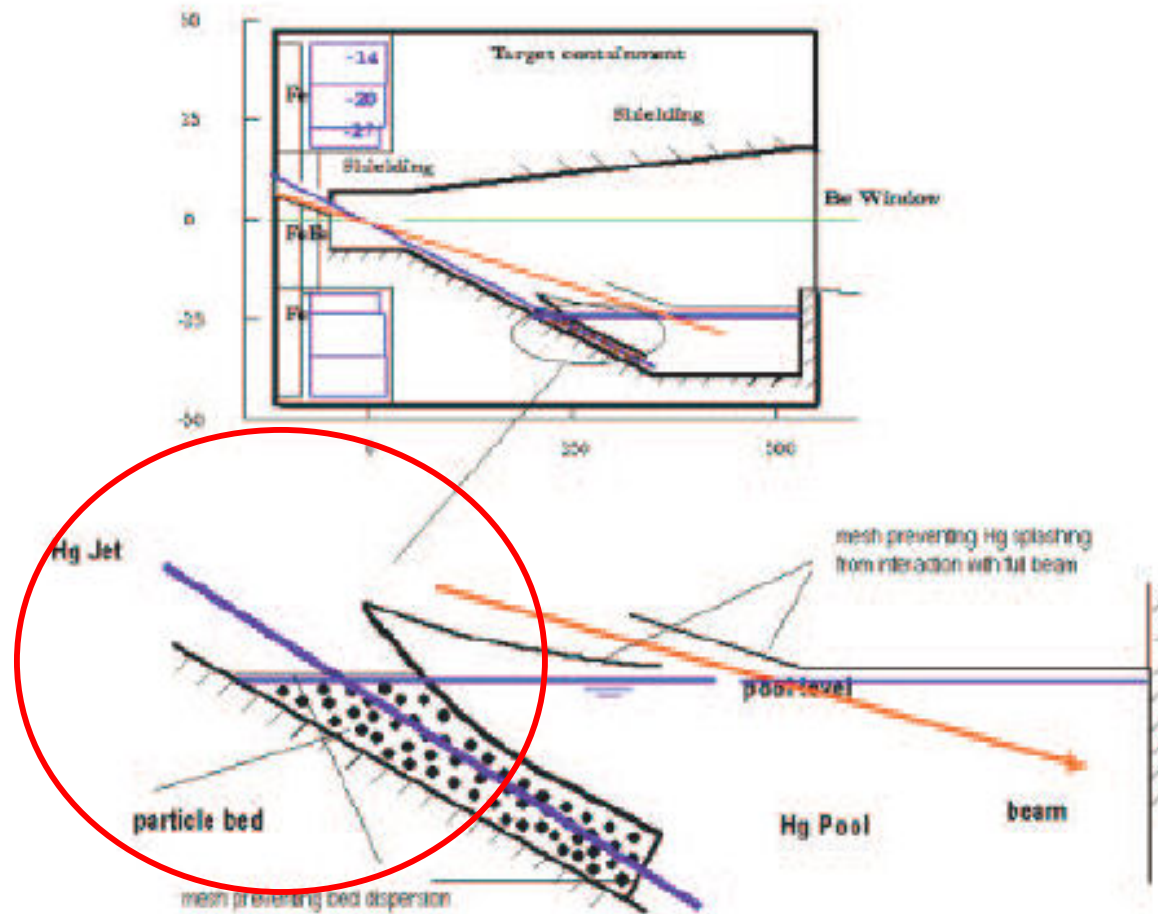 50
Target containment
-14
Fe
-20
25
Shielding
-27
Shielding
Be Window
0
Fe
Fe
-25
-50
0
250
500
Hg Jet
mesh preventing Hg splashing
from interaction with full beam
pool level
particle bed
Hg Pool
beam
mesh preventing bed dispersion